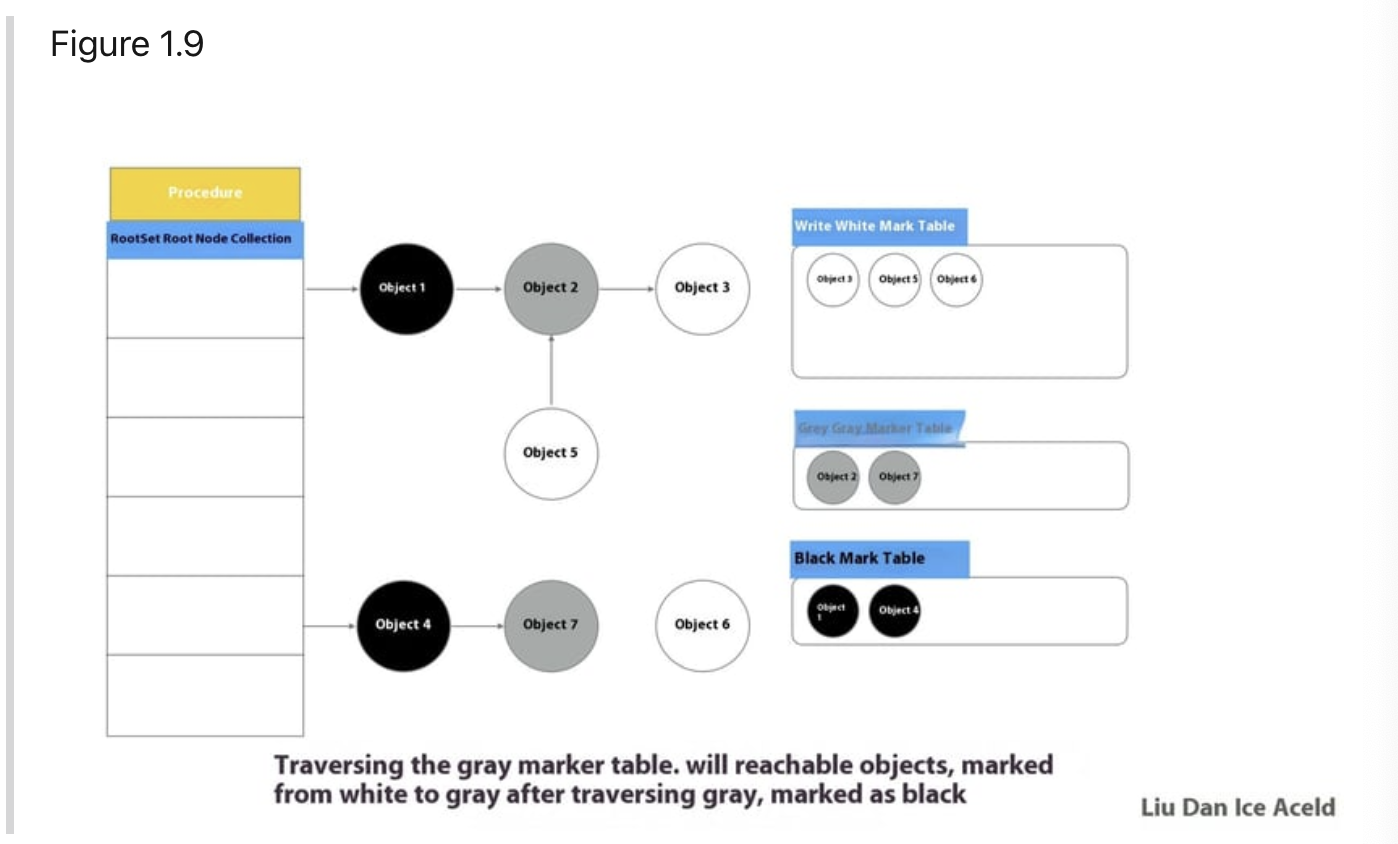 Figure 1.9
Procedure
RootSet Root Node Collection
Object 1
Object 2
Object 3
Object 5
Object 4
Object 7
Object 6
Write White Mark Table
Object 3
Object 5
Object 6
Grey Gray Marker Table
Object 2
Object 7
Black Mark Table
Object
1
Object 4
Traversing the gray marker table. will reachable objects, marked
from white to gray after traversing gray, marked as black
Liu Dan Ice Aceld